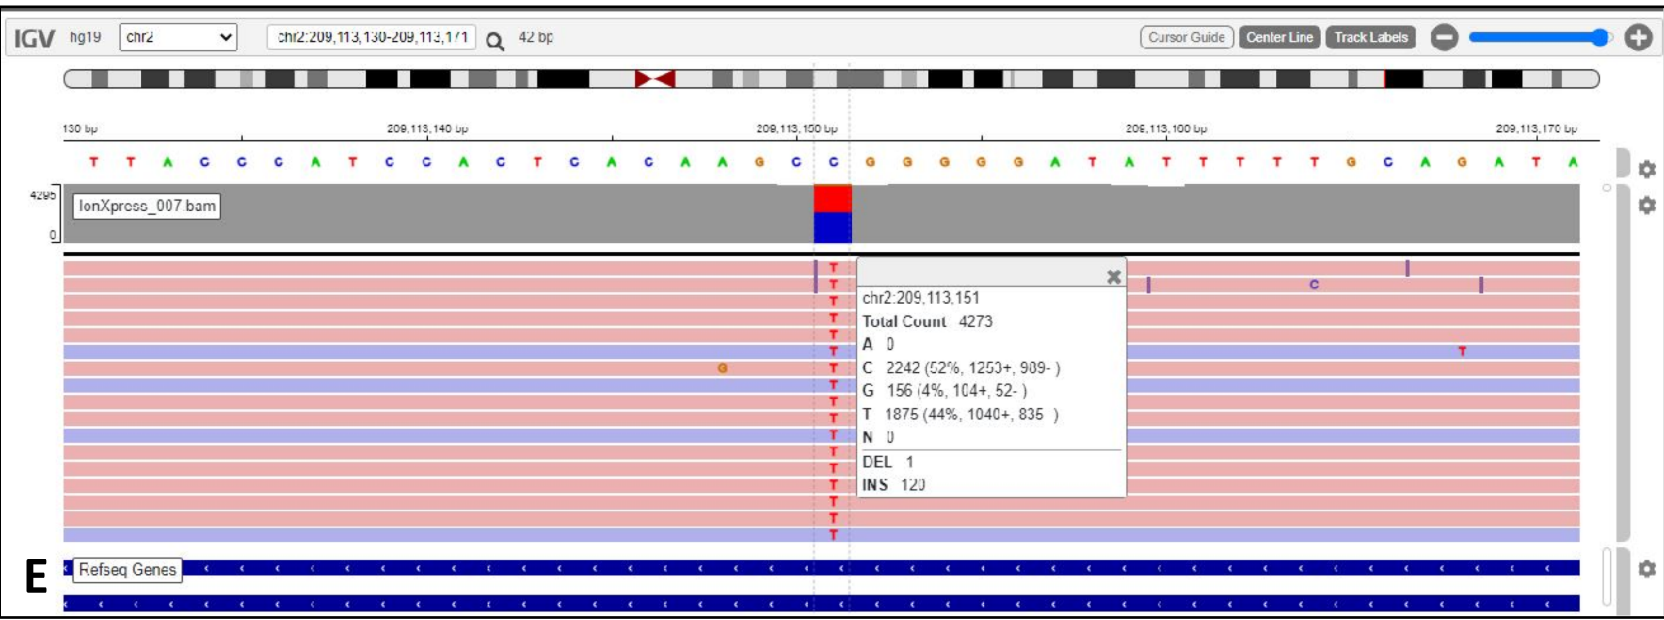 IGV hg19 chr2 chr2:209,113,130-209,113,171 42 bp Cursor Guide Center Line Track Labels
130 bp 209,113,140 bp 209,113,150 bp 209,113,160 bp 209,113,170 bp
T T A C C C A T C C A C T C A C A A G C C G G G G G A T A T T T T T G C A G A T A
4295
IonXpress_007.bam
0
T
T C
T
T
T
T T
G T
T
T
T
T
T
T
T
T
T
T
chr2:209,113,151
Total Count 4273
A 0
C 2242 (52%, 1253+, 989- )
G 156 (4%, 104+, 52- )
T 1875 (44%, 1040+, 835 )
N 0
DEL 1
INS 120
E Refseq Genes